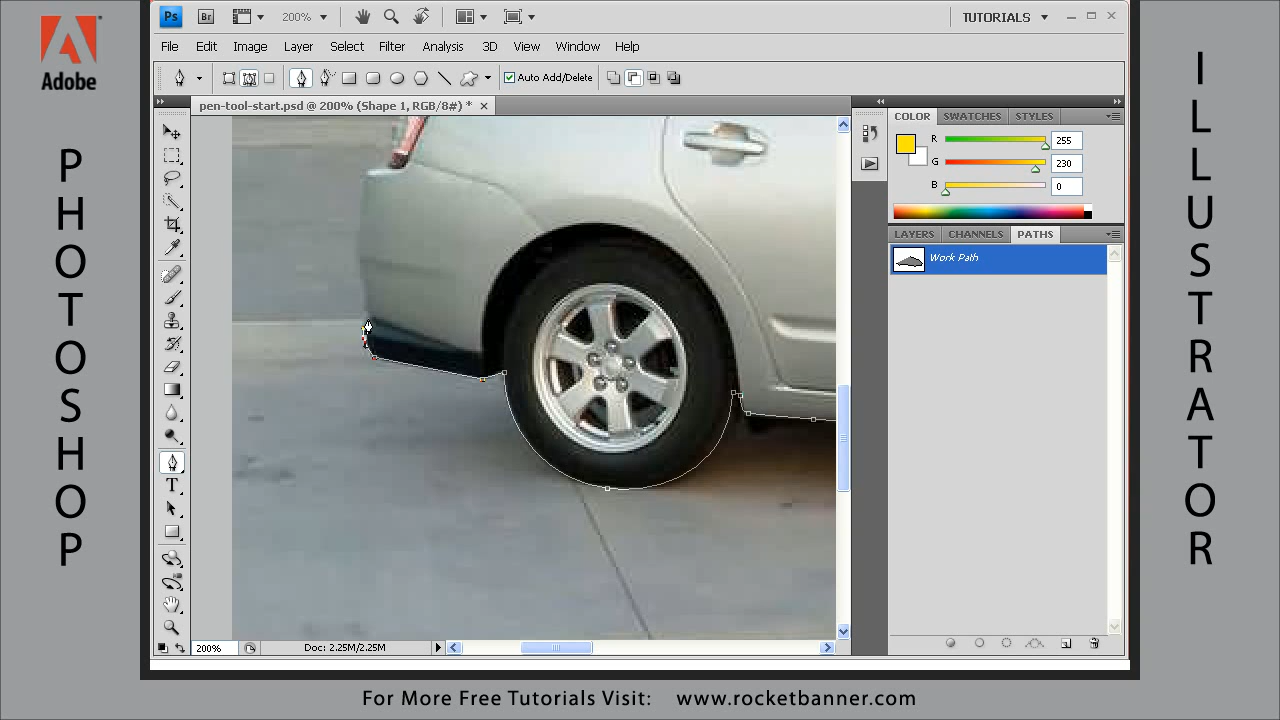 Adobe
PHOTOSHOP
Ps
Br
200%
TUTORIALS
File Edit Image Layer Select Filter Analysis 3D View Window Help
Auto Add/Delete
pen-tool-start.psd @ 200% (Shape 1, RGB/8#) *
COLOR SWATCHES STYLES
R 255
G 230
B 0
LAYERS CHANNELS PATHS
Work Path
T
200% Doc: 2.25M/2.25M
ILLUSTRATOR
For More Free Tutorials Visit: www.rocketbanner.com